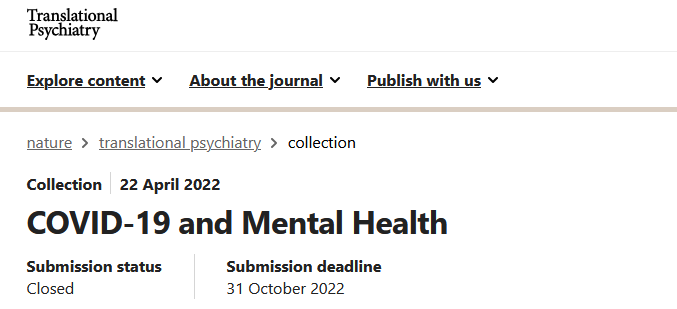 Translational
Psychiatry
Explore content About the journal Publish with us
nature > translational psychiatry > collection
Collection 22 April 2022
COVID-19 and Mental Health
Submission status Submission deadline
Closed 31 October 2022